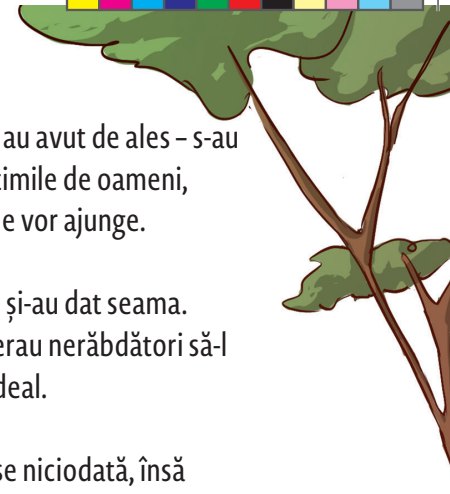 au avut de ales – s-au
timile de oameni,
e vor ajunge.
și-au dat seama.
erau nerăbdători să-l
deal.
se niciodată, însă